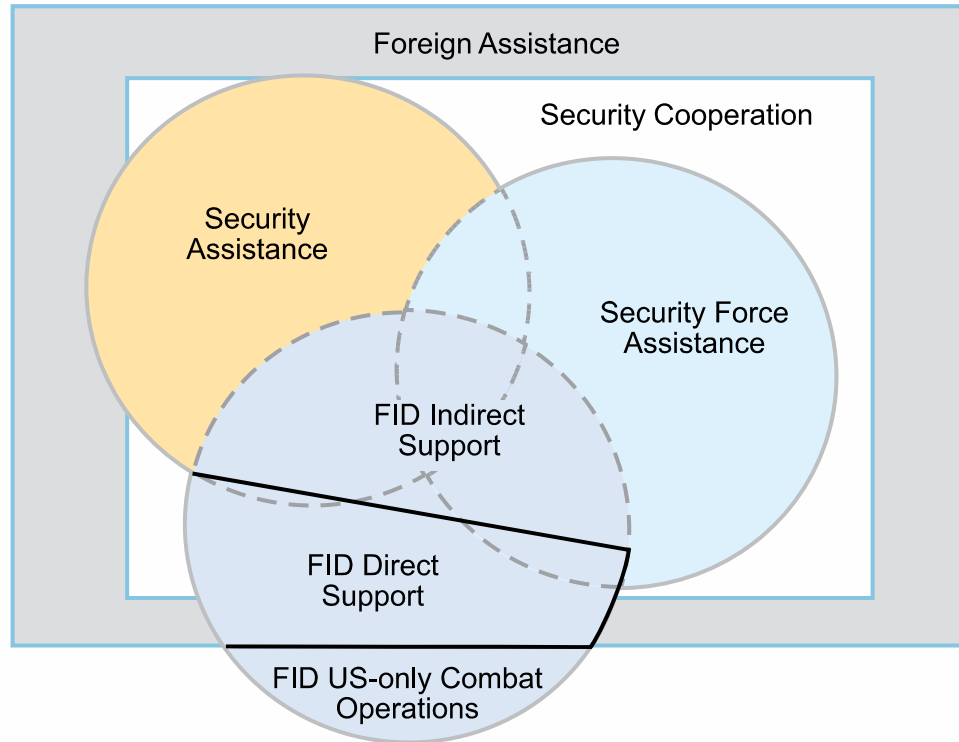 Foreign Assistance
Security Cooperation
Security
Assistance
Security Force
Assistance
FID Indirect
Support
FID Direct
Support
FID US-only Combat
Operations